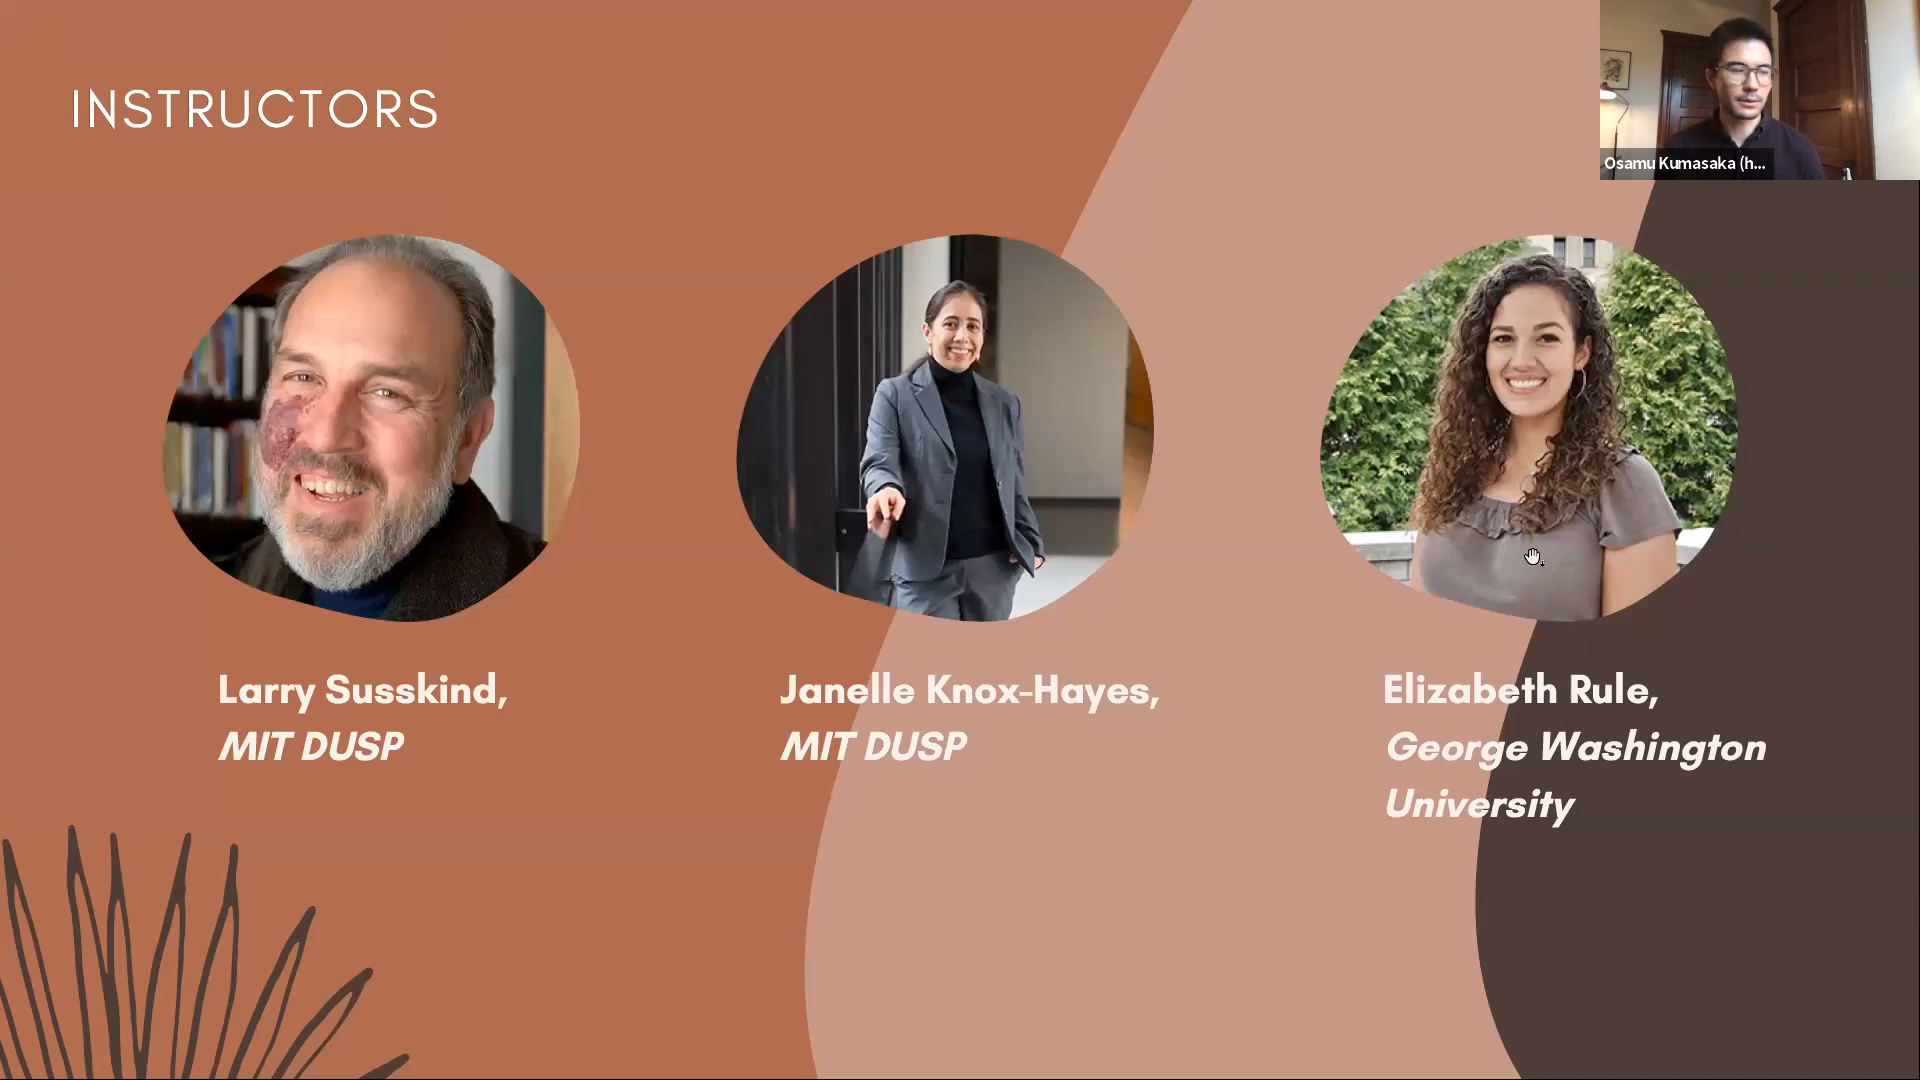 INSTRUCTORS
Osamu Kumasaka (h...
Larry Susskind,
MIT DUSP
Janelle Knox-Hayes,
MIT DUSP
Elizabeth Rule,
George Washington
University